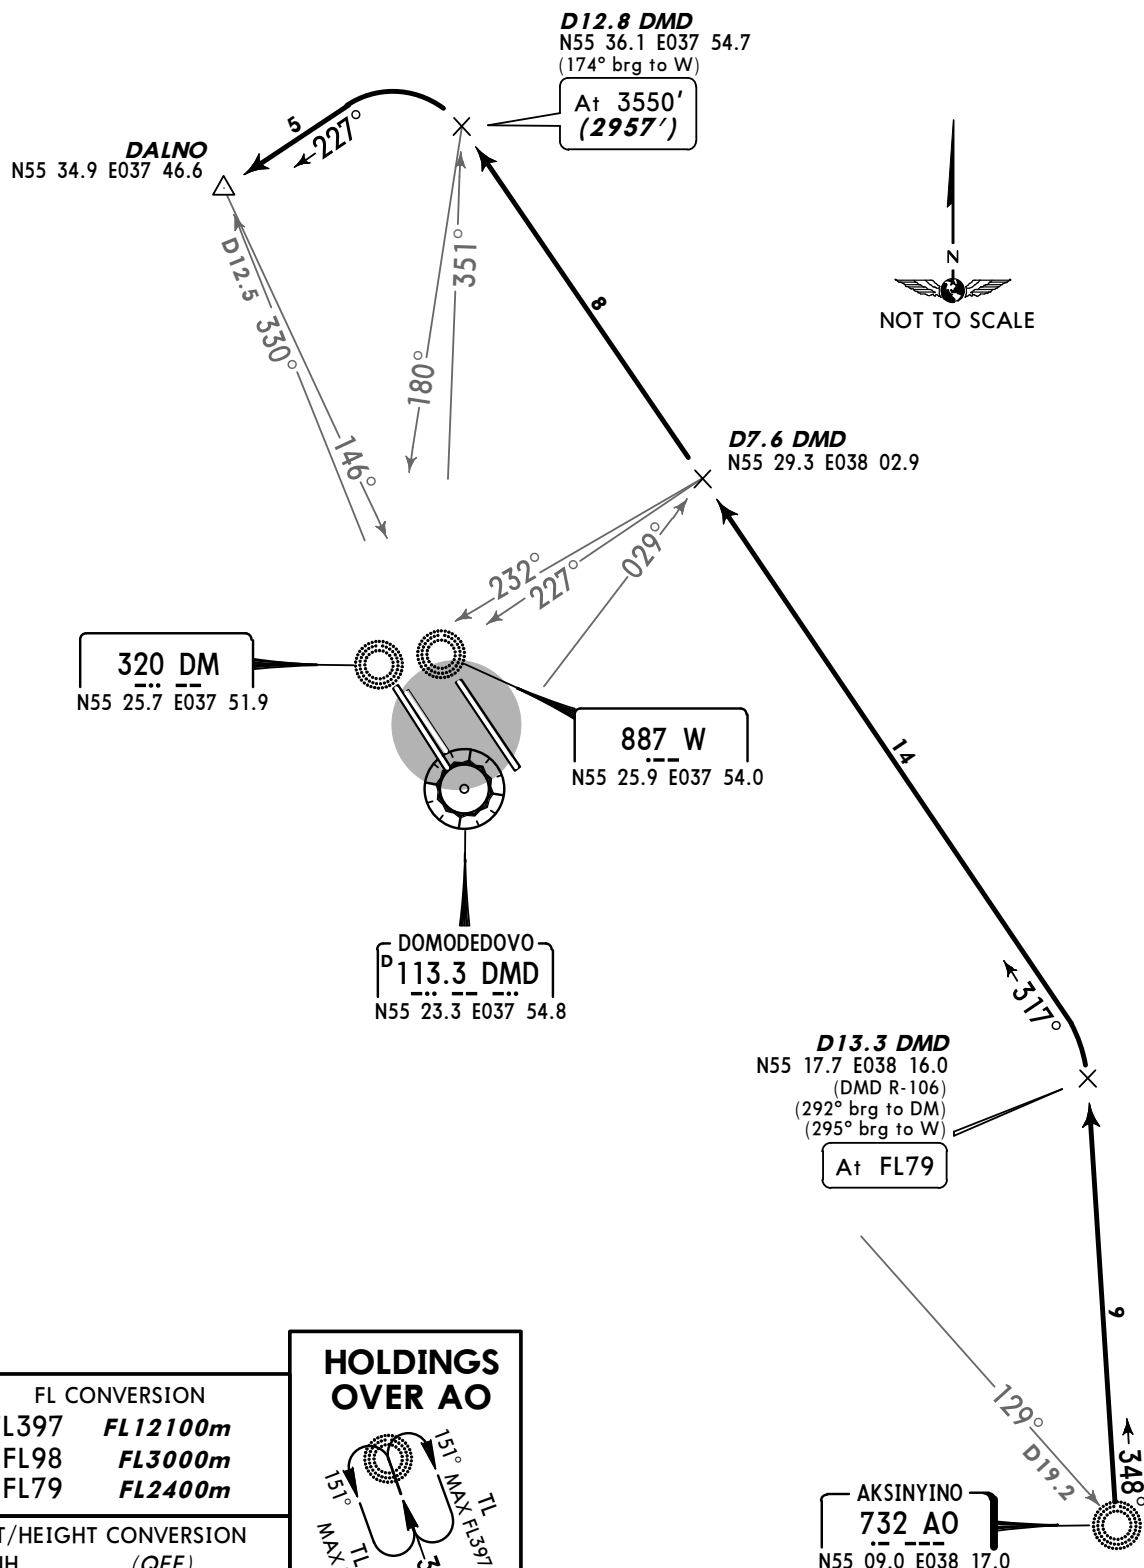 D12.8 DMD
N55 36.1 E037 54.7
(174° brg to W)
At 3550'
(2957')
5
227°
DALNO
N55 34.9 E037 46.6
D12.5
330°
146°
180°
351°
8
N
NOT TO SCALE
D7.6 DMD
N55 29.3 E038 02.9
232°
227°
029°
320 DM
N55 25.7 E037 51.9
887 W
N55 25.9 E037 54.0
14
DOMODEDOVO
D 113.3 DMD
N55 23.3 E037 54.8
317°
D13.3 DMD
N55 17.7 E038 16.0
(DMD R-106)
(292° brg to DM)
(295° brg to W)
At FL79
9
129°
D19.2
348°
AKSINYINO
732 AO
N55 09.0 E038 17.0
HOLDINGS
OVER AO
151°
151°
TL
MAX FL397
TL
MAX
3
FL CONVERSION
FL397 FL12100m
FL98 FL3000m
FL79 FL2400m
T/HEIGHT CONVERSION
(QFE)